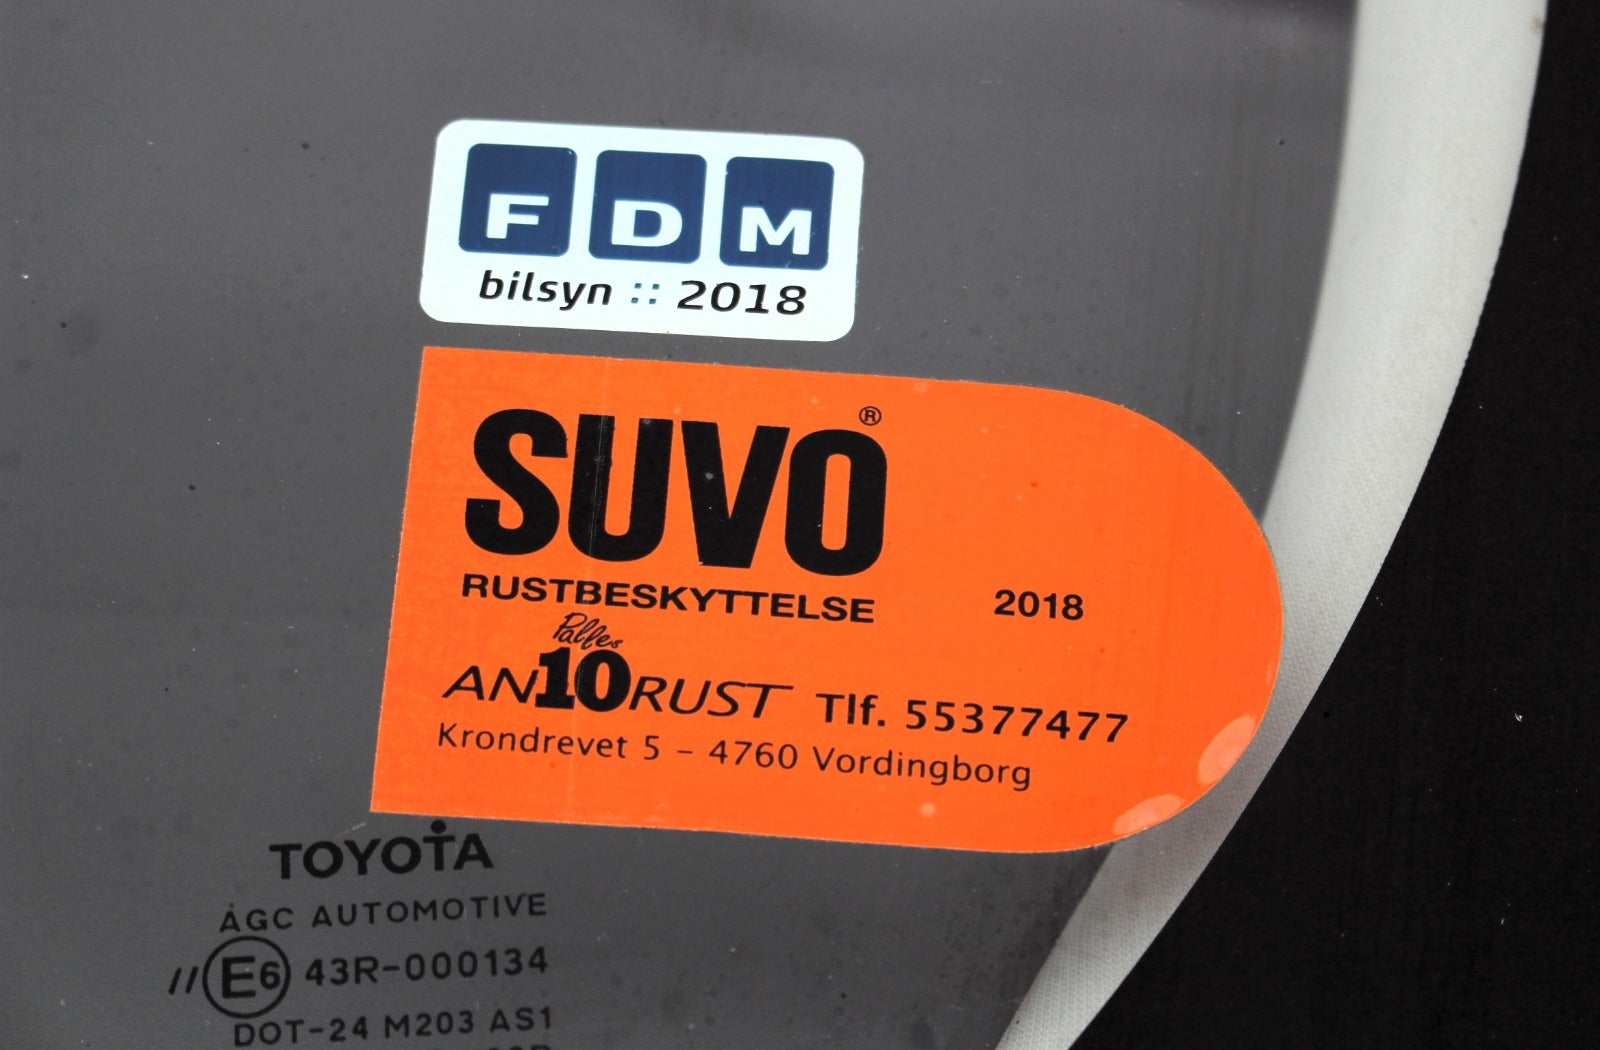 FDM
bilsyn :: 2018
SUVO®
RUSTBESKYTTELSE 2018
Palles
AN10RUST Tlf. 55377477
Krondrevet 5 – 4760 Vordingborg
TOYOTA
AGC AUTOMOTIVE
//E6 43R-000134
DOT-24 M203 AS1